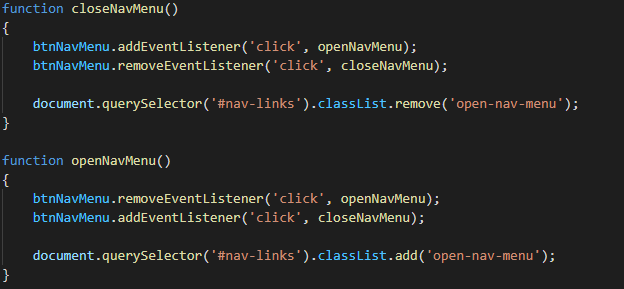 function closeNavMenu()
{
    btnNavMenu.addEventListener('click', openNavMenu);
    btnNavMenu.removeEventListener('click', closeNavMenu);

    document.querySelector('#nav-links').classList.remove('open-nav-menu');
}

function openNavMenu()
{
    btnNavMenu.removeEventListener('click', openNavMenu);
    btnNavMenu.addEventListener('click', closeNavMenu);

    document.querySelector('#nav-links').classList.add('open-nav-menu');
}